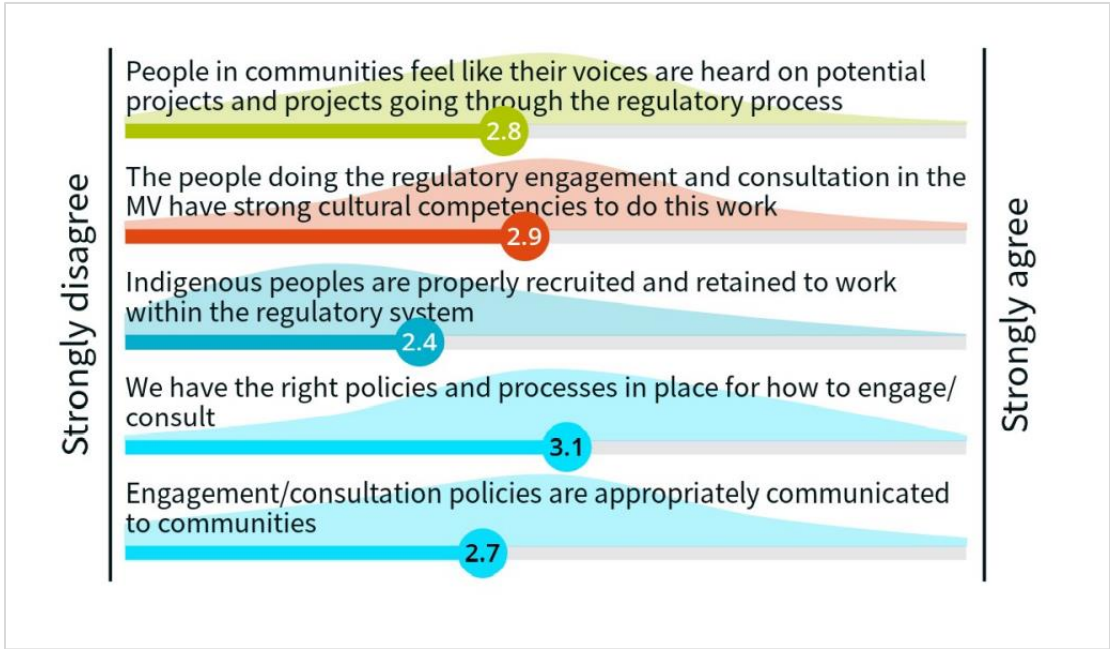 Strongly disagree
People in communities feel like their voices are heard on potential
projects and projects going through the regulatory process
2.8
The people doing the regulatory engagement and consultation in the
MV have strong cultural competencies to do this work
2.9
Indigenous peoples are properly recruited and retained to work
within the regulatory system
2.4
We have the right policies and processes in place for how to engage/
consult
3.1
Engagement/consultation policies are appropriately communicated
to communities
2.7
Strongly agree